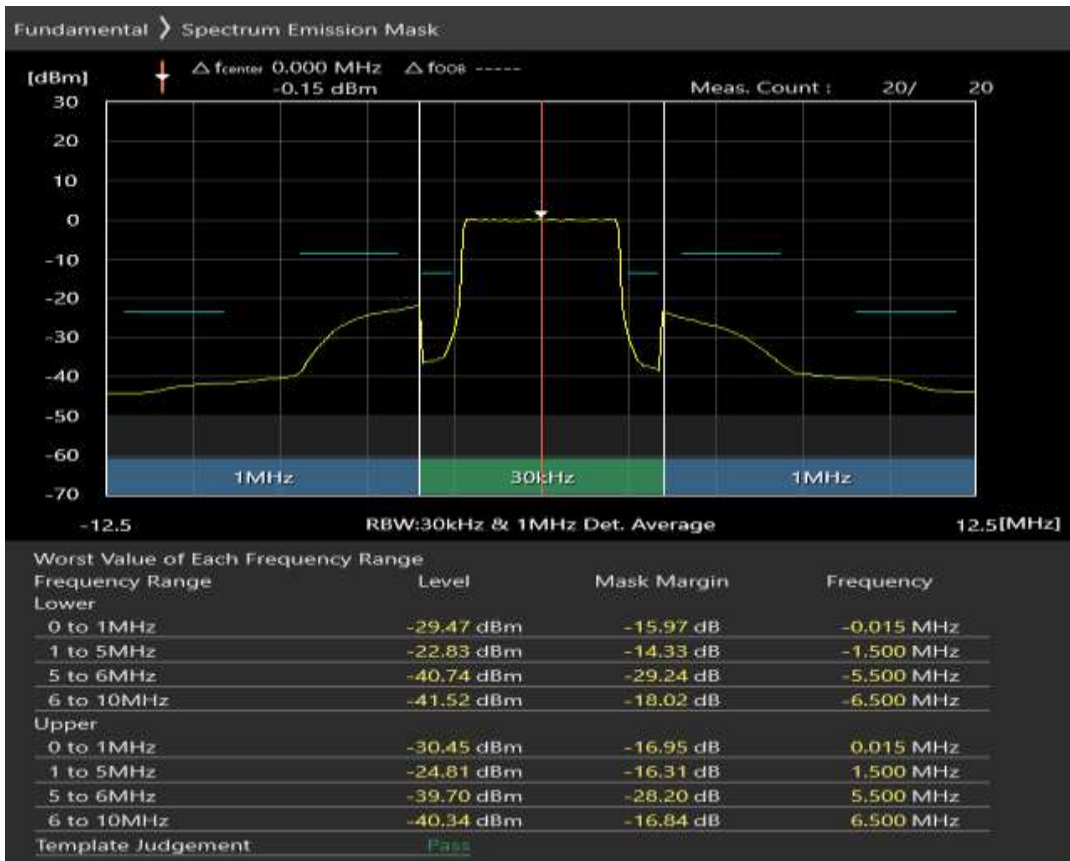 Fundamental 》 Spectrum Emission Mask
[dBm] △ fcenter 0.000 MHz △ fOOB -----
-0.15 dBm Meas. Count : 20/ 20
30
20
10
0
-10
-20
-30
-40
-50
-60
1MHz 30kHz 1MHz
-70
-12.5 RBW:30kHz & 1MHz Det. Average 12.5[MHz]
Worst Value of Each Frequency Range
Frequency Range Level Mask Margin Frequency
Lower
0 to 1MHz -29.47 dBm -15.97 dB -0.015 MHz
1 to 5MHz -22.83 dBm -14.33 dB -1.500 MHz
5 to 6MHz -40.74 dBm -29.24 dB -5.500 MHz
6 to 10MHz -41.52 dBm -18.02 dB -6.500 MHz
Upper
0 to 1MHz -30.45 dBm -16.95 dB 0.015 MHz
1 to 5MHz -24.81 dBm -16.31 dB 1.500 MHz
5 to 6MHz -39.70 dBm -28.20 dB 5.500 MHz
6 to 10MHz -40.34 dBm -16.84 dB 6.500 MHz
Template Judgement Pass